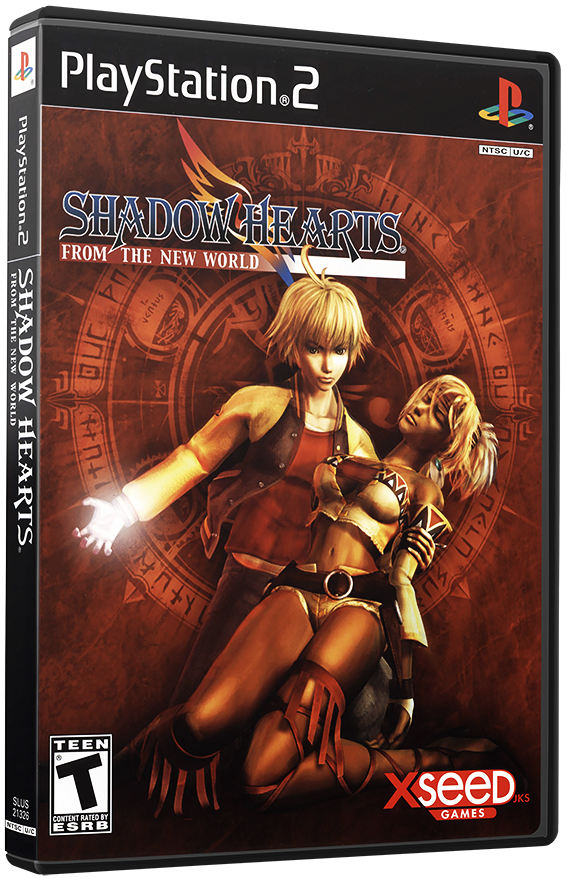 PlayStation®2
NTSC U/C
SHADOW HEARTS®
FROM THE NEW WORLD
TEEN
T
CONTENT RATED BY
ESRB
XSEED JKS
GAMES
PlayStation®2
SHADOW HEARTS®
FROM THE NEW WORLD
SLUS
21326
NTSC U/C